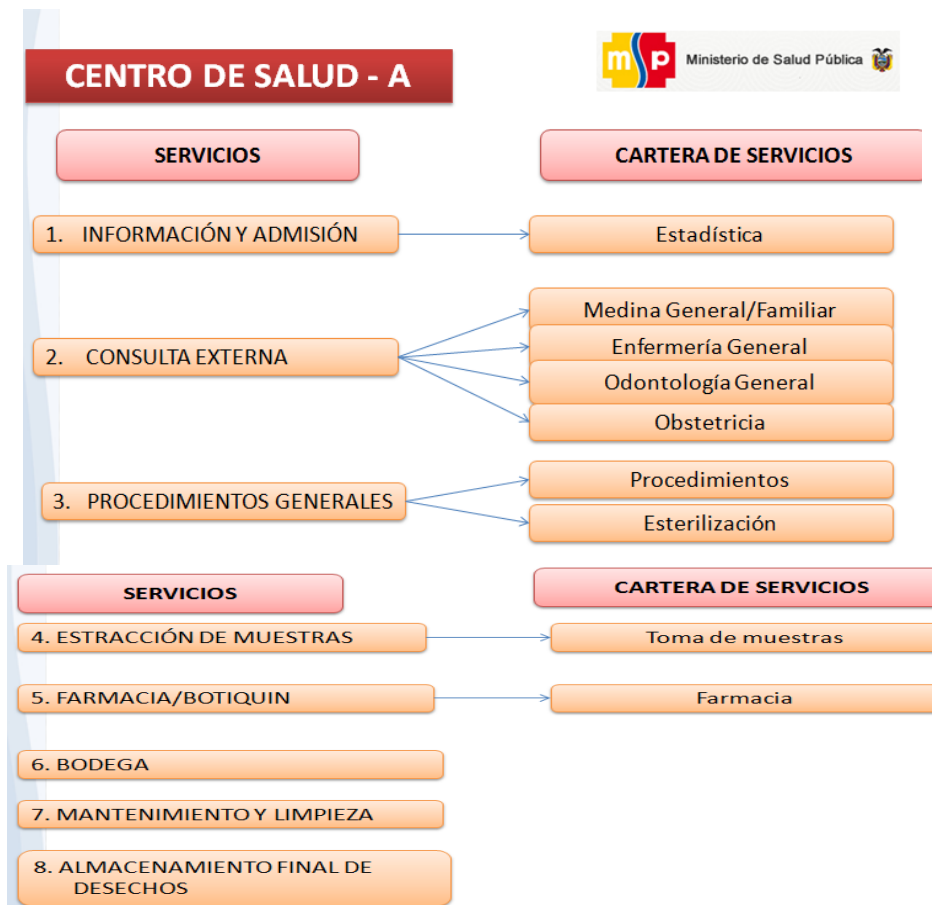 CENTRO DE SALUD - A
msp Ministerio de Salud Pública
SERVICIOS
CARTERA DE SERVICIOS
1. INFORMACIÓN Y ADMISIÓN
Estadística
2. CONSULTA EXTERNA
Medina General/Familiar
Enfermería General
Odontología General
Obstetricia
3. PROCEDIMIENTOS GENERALES
Procedimientos
Esterilización
SERVICIOS
CARTERA DE SERVICIOS
4. ESTRACCIÓN DE MUESTRAS
Toma de muestras
5. FARMACIA/BOTIQUIN
Farmacia
6. BODEGA
7. MANTENIMIENTO Y LIMPIEZA
8. ALMACENAMIENTO FINAL DE
DESECHOS